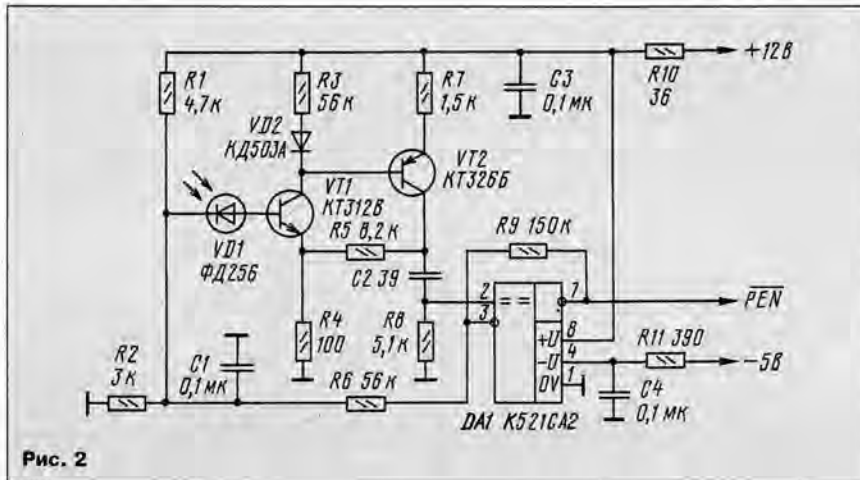 +12В
R1
4,7к
R3
56к
R7
1,5к
C3
0,1мк
R10
36
VD2
КД503А
VT2
КТ326Б
VT1
КТ312В
R5 8,2к
R9 150к
VD1
ФД256
C2 39
2
3
==
7
PEN
+U
8
-U
4
0V
1
R11 390
-5В
R2
3к
C1
0,1мк
R4
100
R8
5,1к
R6 56к
C4
0,1мк
DA1 К521СА2
Рис. 2